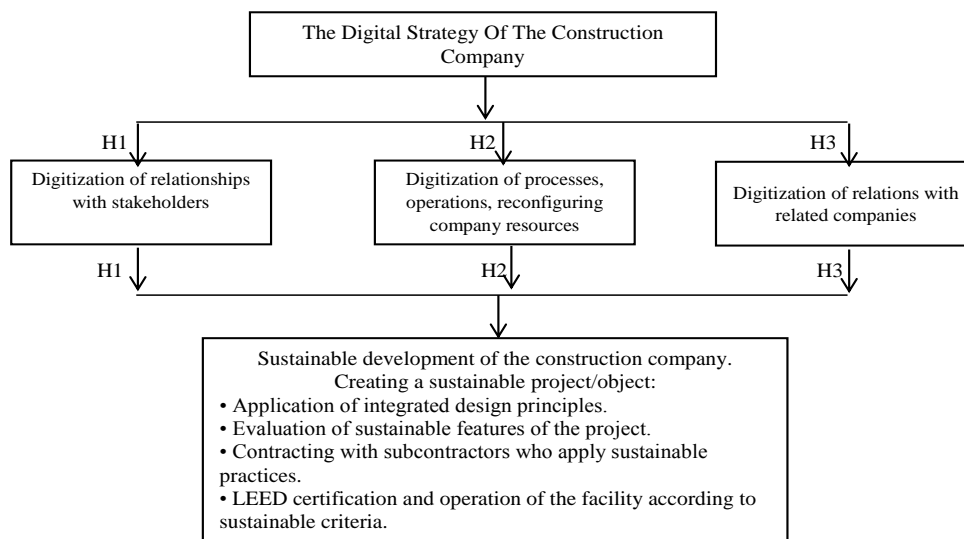 The Digital Strategy Of The Construction
Company
H1
H2
H3
Digitization of relationships
with stakeholders
Digitization of processes,
operations, reconfiguring
company resources
Digitization of relations with
related companies
H1
H2
H3
Sustainable development of the construction company.
Creating a sustainable project/object:
• Application of integrated design principles.
• Evaluation of sustainable features of the project.
• Contracting with subcontractors who apply sustainable
practices.
• LEED certification and operation of the facility according to
sustainable criteria.